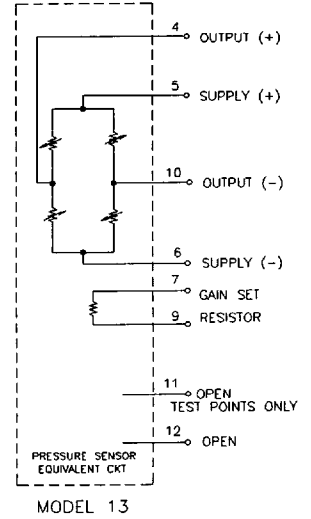 4 OUTPUT (+)
5 SUPPLY (+)
10 OUTPUT (-)
6 SUPPLY (-)
7 GAIN SET
9 RESISTOR
11 OPEN
TEST POINTS ONLY
12 OPEN
PRESSURE SENSOR
EQUIVALENT CKT
MODEL 13